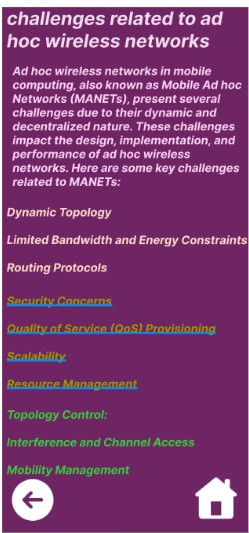 challenges related to ad
hoc wireless networks
Ad hoc wireless networks in mobile
computing, also known as Mobile Ad hoc
Networks (MANETs), present several
challenges due to their dynamic and
decentralized nature. These challenges
impact the design, implementation, and
performance of ad hoc wireless
networks. Here are some key challenges
related to MANETs:
Dynamic Topology
Limited Bandwidth and Energy Constraints
Routing Protocols
Security Concerns
Quality of Service (QoS) Provisioning
Scalability
Resource Management
Topology Control:
Interference and Channel Access
Mobility Management